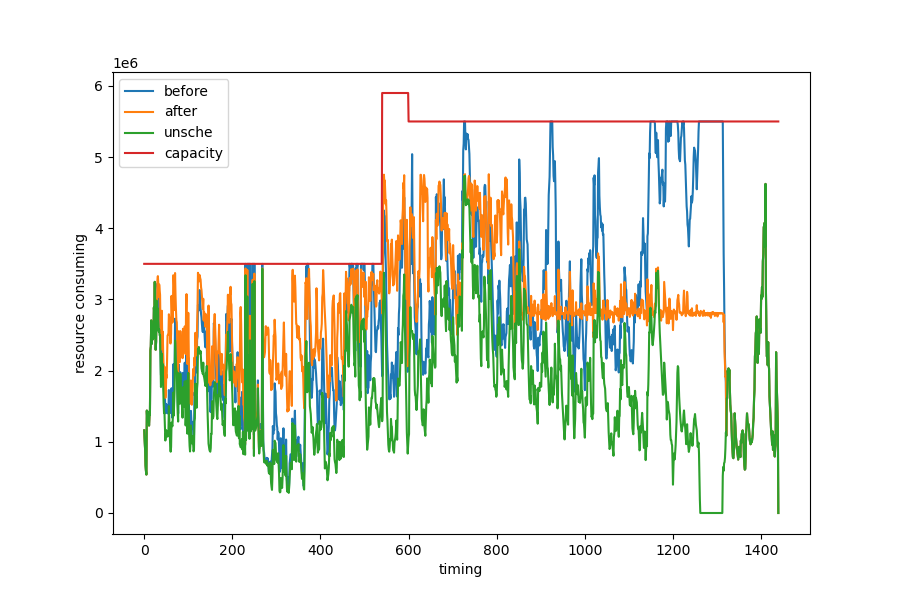 1e6
before
after
unsche
capacity
6
5
4
3
2
1
0
resource consuming
0 200 400 600 800 1000 1200 1400
timing